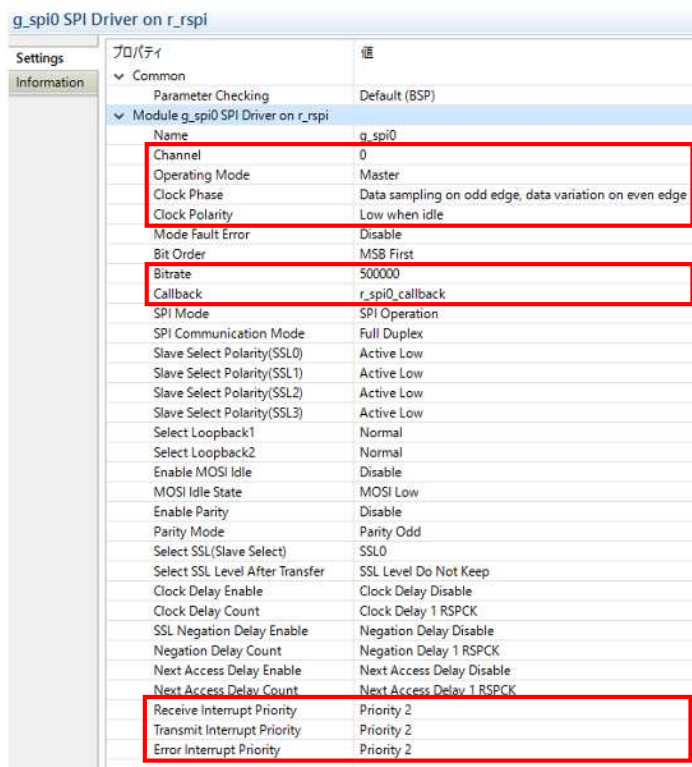 g_spi0 SPI Driver on r_rspi
Settings
Information
プロパティ 値
Common
Parameter Checking Default (BSP)
Module g_spi0 SPI Driver on r_rspi
Name g_spi0
Channel 0
Operating Mode Master
Clock Phase Data sampling on odd edge, data variation on even edge
Clock Polarity Low when idle
Mode Fault Error Disable
Bit Order MSB First
Bitrate 500000
Callback r_spi0_callback
SPI Mode SPI Operation
SPI Communication Mode Full Duplex
Slave Select Polarity(SSL0) Active Low
Slave Select Polarity(SSL1) Active Low
Slave Select Polarity(SSL2) Active Low
Slave Select Polarity(SSL3) Active Low
Select Loopback1 Normal
Select Loopback2 Normal
Enable MOSI Idle Disable
MOSI Idle State MOSI Low
Enable Parity Disable
Parity Mode Parity Odd
Select SSL(Slave Select) SSL0
Select SSL Level After Transfer SSL Level Do Not Keep
Clock Delay Enable Clock Delay Disable
Clock Delay Count Clock Delay 1 RSPCK
SSL Negation Delay Enable Negation Delay Disable
Negation Delay Count Negation Delay 1 RSPCK
Next Access Delay Enable Next Access Delay Disable
Next Access Delay Count Next Access Delay 1 RSPCK
Receive Interrupt Priority Priority 2
Transmit Interrupt Priority Priority 2
Error Interrupt Priority Priority 2